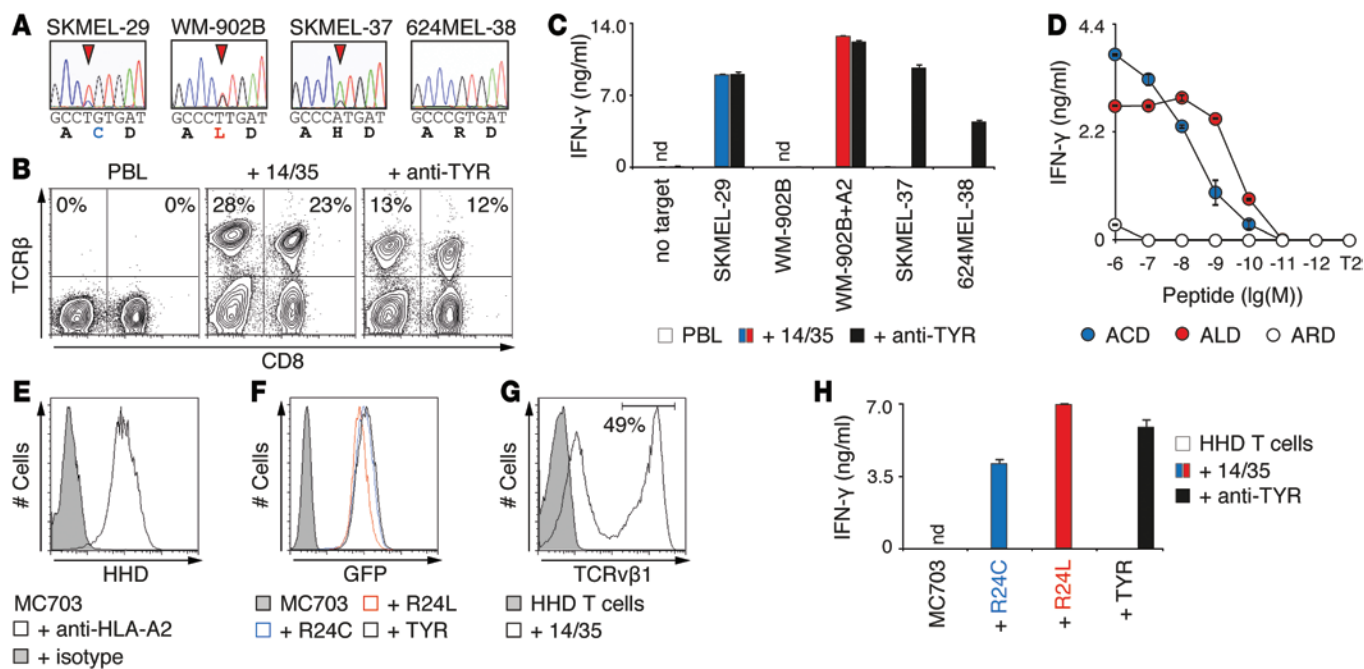 A
SKMEL-29 WM-902B SKMEL-37 624MEL-38
GCCTGTGAT GCCCTTGAT GCCCATGAT GCCCGTGAT
A C D A L D A H D A R D
B
PBL + 14/35 + anti-TYR
0% 0% 28% 23% 13% 12%
TCRβ
CD8
C
IFN-γ (ng/ml)
14.0
7.0
0
nd nd
no target SKMEL-29 WM-902B WM-902B+A2 SKMEL-37 624MEL-38
PBL + 14/35 + anti-TYR
D
IFN-γ (ng/ml)
4.4
2.2
0
-6 -7 -8 -9 -10 -11 -12 T2
Peptide (lg(M))
ACD ALD ARD
E
# Cells
HHD
MC703
+ anti-HLA-A2
+ isotype
F
# Cells
GFP
MC703 + R24L
+ R24C + TYR
G
49%
# Cells
TCRvβ1
HHD T cells
+ 14/35
H
IFN-γ (ng/ml)
7.0
3.5
0
nd
MC703 + R24C + R24L + TYR
HHD T cells
+ 14/35
+ anti-TYR